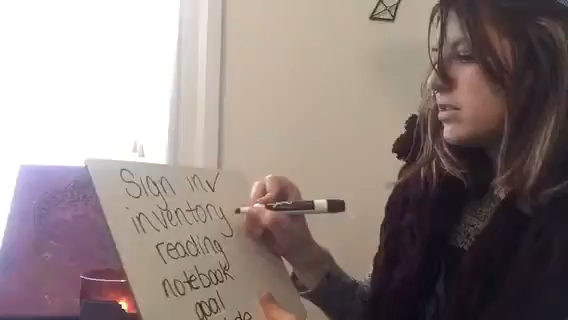 Sign in✓
inventory
reading
notebook
goal